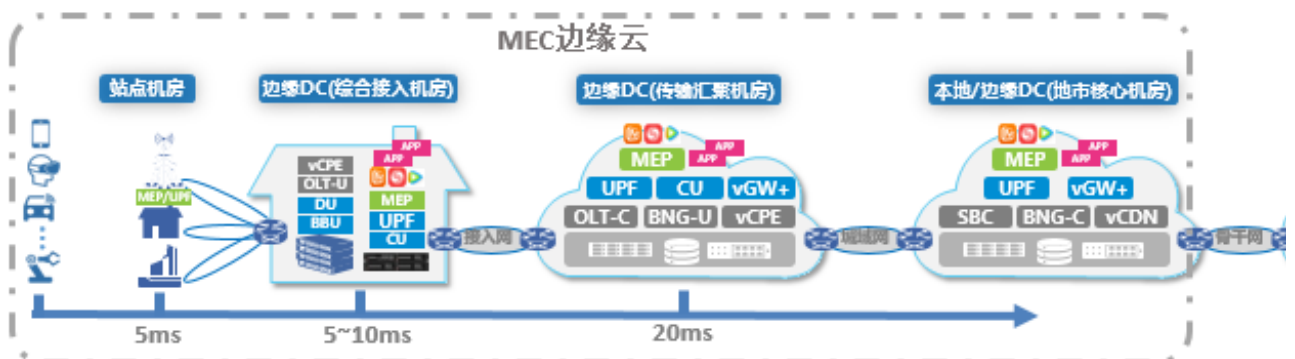 MEC边缘云
站点机房
边缘DC(综合接入机房)
边缘DC(传输汇聚机房)
本地/边缘DC(地市核心机房)
MEP/UPF
vCPE
OLT-U
DU
BBU
APP
APP
MEP
UPF
CU
接入网
MEP
APP
APP
UPF
CU
vGW+
OLT-C
BNG-U
vCPE
城域网
MEP
APP
APP
UPF
vGW+
SBC
BNG-C
vCDN
骨干网
5ms
5~10ms
20ms